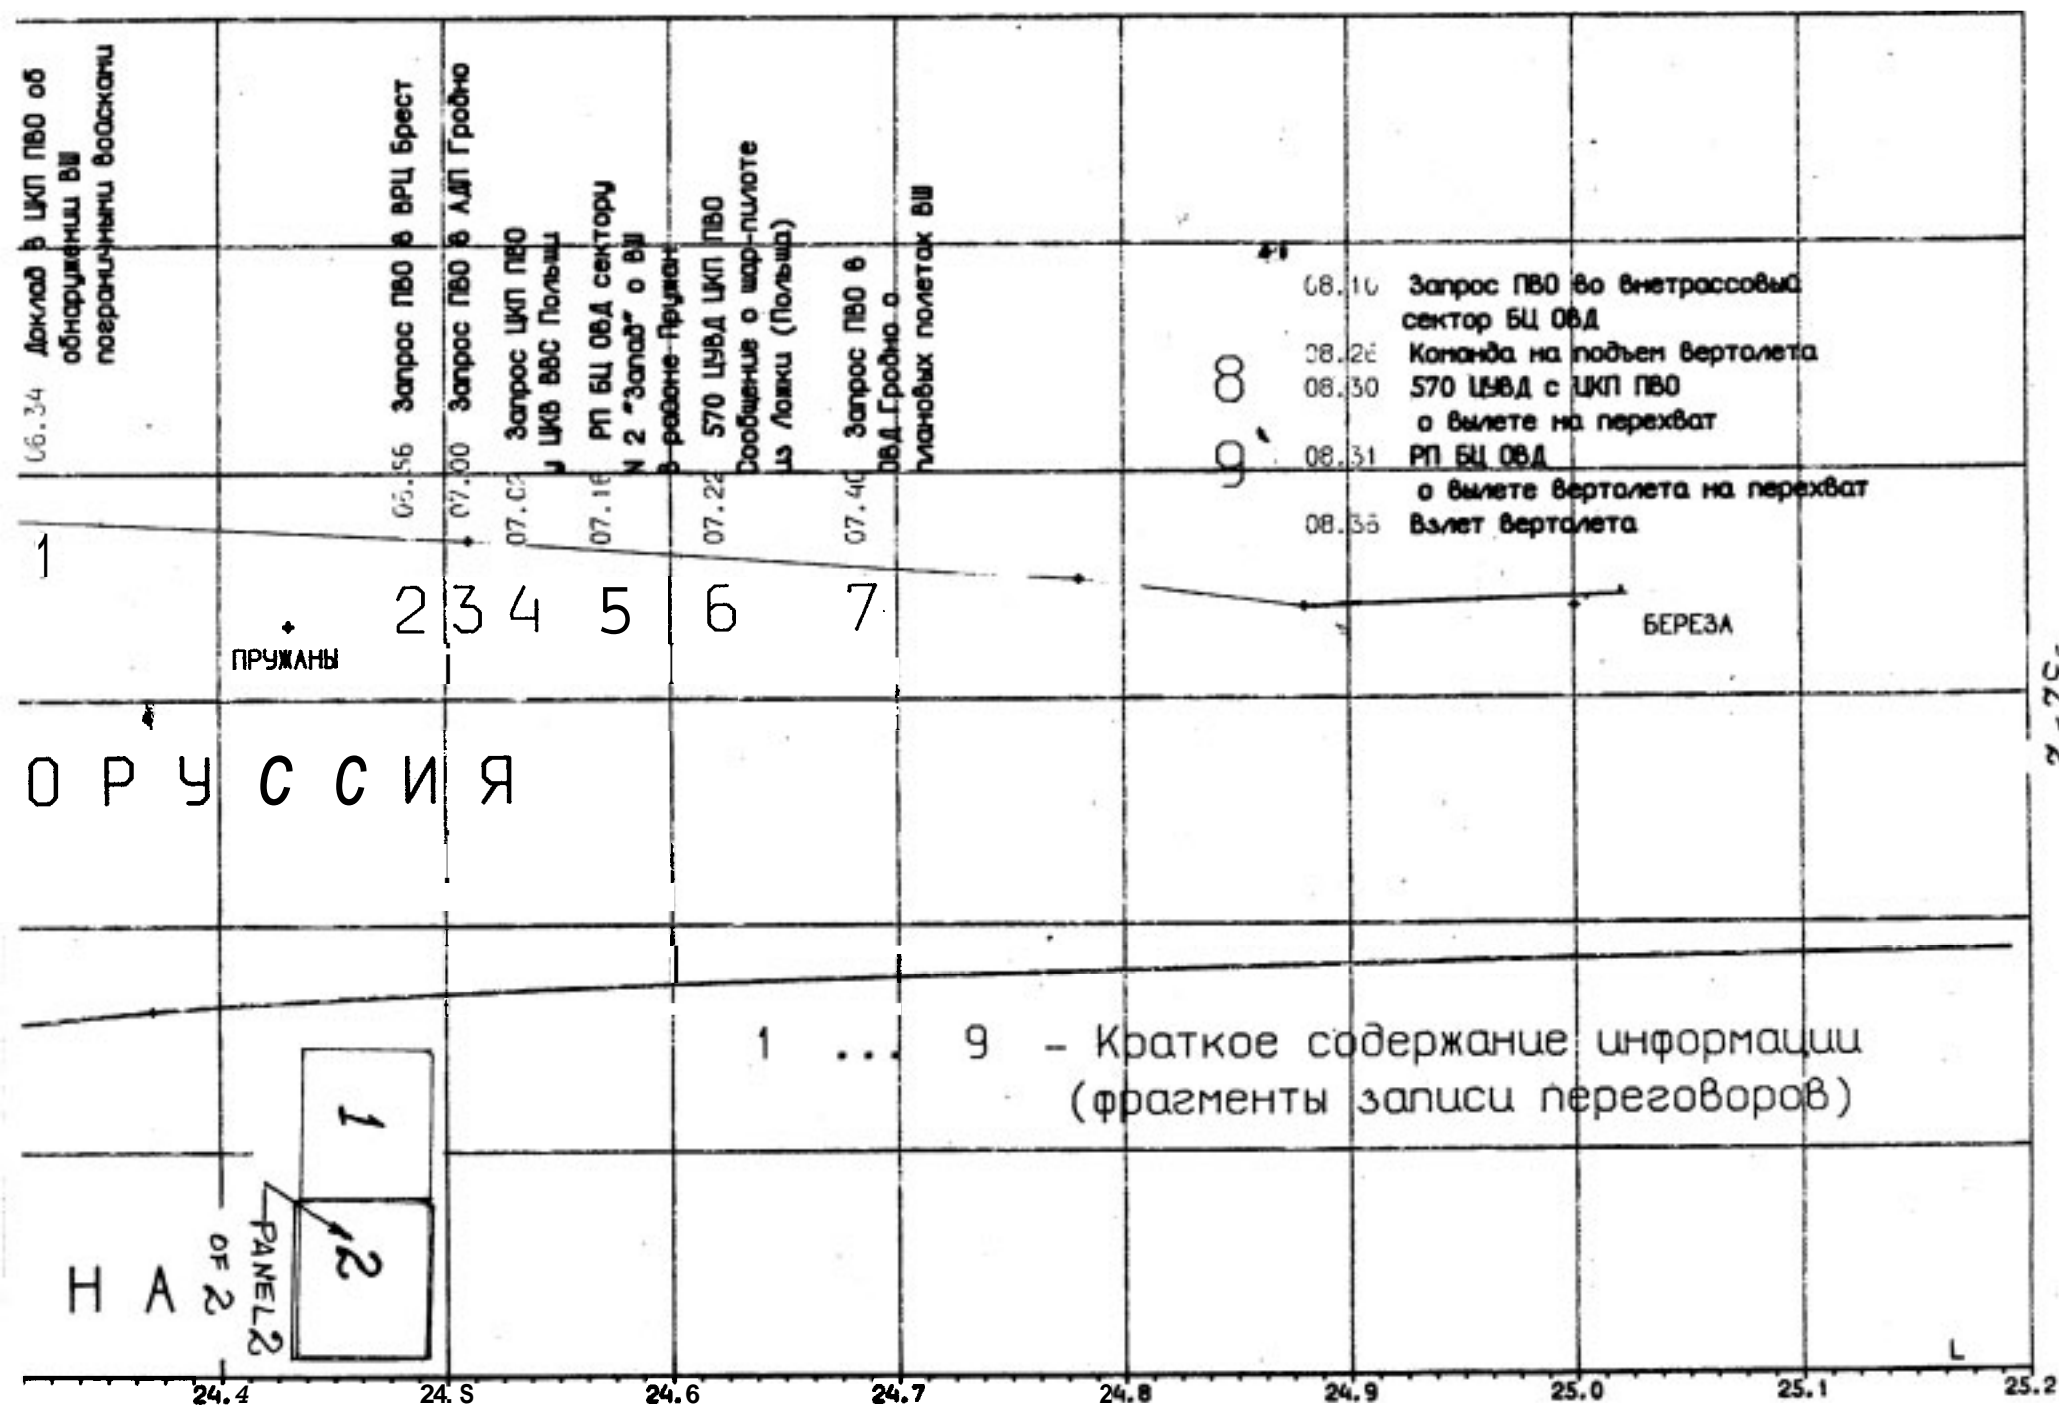 06.34 Доклад в ЦКП ПВО об
обнаружении ВШ
пограничными войсками
06.56 Запрос ПВО в ВРЦ Брест
07.00 Запрос ПВО в АДП Гродно
07.02 Запрос ЦКП ПВО
у ЦКВ ВВС Польши
07.16 РП БЦ ОВД сектору
N 2 "Запад" о ВШ
в районе Пружан
07.22 570 ЦУВД ЦКП ПВО
Сообщение о шар-пилоте
из Ложки (Польша)
07.40 Запрос ПВО в
ОВД Гродно о
плановых полетах ВШ
08.10 Запрос ПВО во внетрассовый
сектор БЦ ОВД
8
08.28 Команда на подъем вертолета
08.30 570 ЦУВД с ЦКП ПВО
о вылете на перехват
9
08.31 РП БЦ ОВД
о вылете вертолета на перехват
Взлет вертолета
1
2 3 4 5 6 7
ПРУЖАНЫ
БЕРЕЗА
О Р У С С И Я
1 ... 9 - Краткое содержание информации
(фрагменты записи переговоров)
1
2
PANEL 2
OF 2
Н А
L
24.4 24.5 24.6 24.7 24.8 24.9 25.0 25.1 25.2